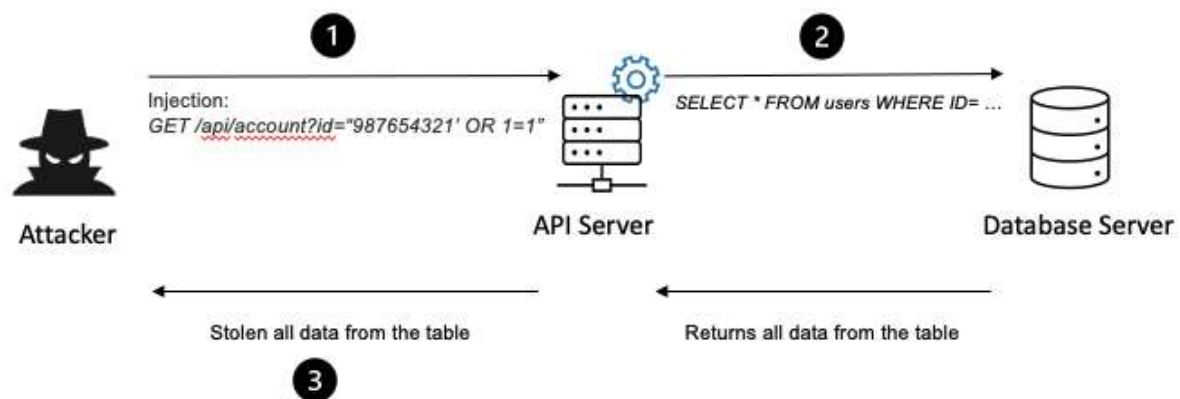 1
2
Injection:
GET /api/account?id="987654321' OR 1=1"
SELECT * FROM users WHERE ID= ...
Attacker
API Server
Database Server
Stolen all data from the table
Returns all data from the table
3